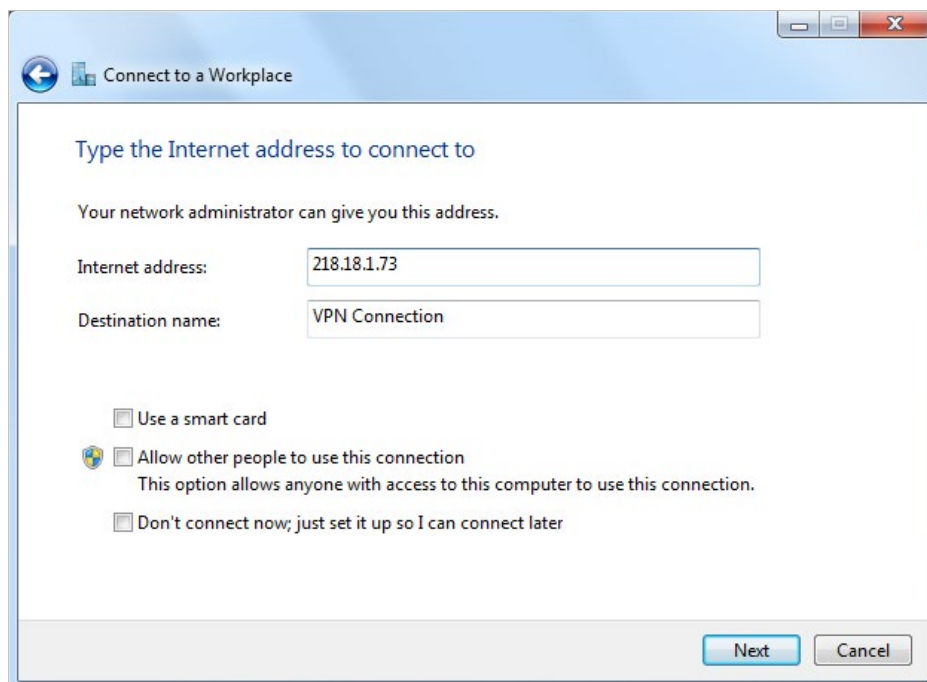 Connect to a Workplace
Type the Internet address to connect to
Your network administrator can give you this address.
Internet address: 218.18.1.73
Destination name: VPN Connection
Use a smart card
Allow other people to use this connection
This option allows anyone with access to this computer to use this connection.
Don't connect now; just set it up so I can connect later
Next Cancel